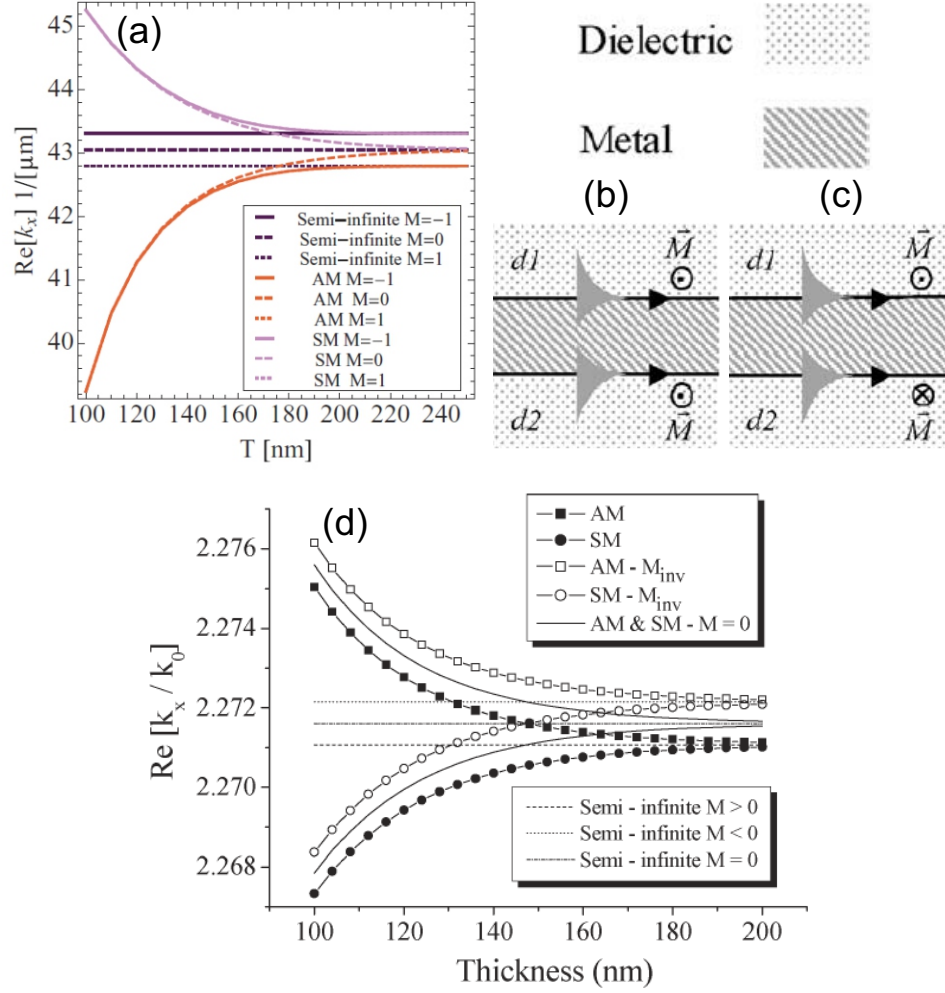 (a)
45
44
43
42
41
40
Re[kₓ] 1/[μm]
Semi-infinite M=-1
Semi-infinite M=0
Semi-infinite M=1
AM M=-1
AM M=0
AM M=1
SM M=-1
SM M=0
SM M=1
100 120 140 160 180 200 220 240
T [nm]
Dielectric
Metal
(b)
(c)
d1
M⃗
d2
M⃗
d1
M⃗
d2
M⃗
(d)
2.276
2.274
2.272
2.270
2.268
Re [kₓ / k₀]
AM
SM
AM - Mᵢₙᵥ
SM - Mᵢₙᵥ
AM & SM - M = 0
Semi - infinite M > 0
Semi - infinite M < 0
Semi - infinite M = 0
100 120 140 160 180 200
Thickness (nm)